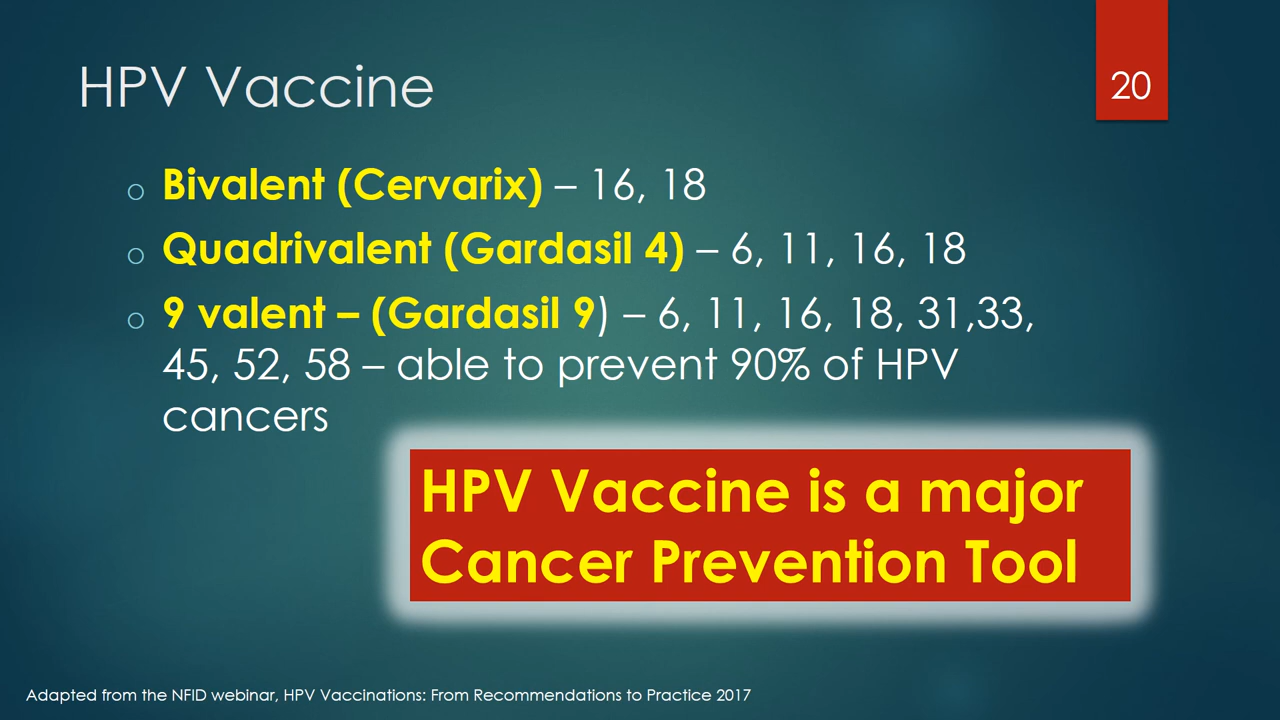 HPV Vaccine
20
o Bivalent (Cervarix) – 16, 18
o Quadrivalent (Gardasil 4) – 6, 11, 16, 18
o 9 valent – (Gardasil 9) – 6, 11, 16, 18, 31,33,
45, 52, 58 – able to prevent 90% of HPV
cancers
HPV Vaccine is a major
Cancer Prevention Tool
Adapted from the NFID webinar, HPV Vaccinations: From Recommendations to Practice 2017